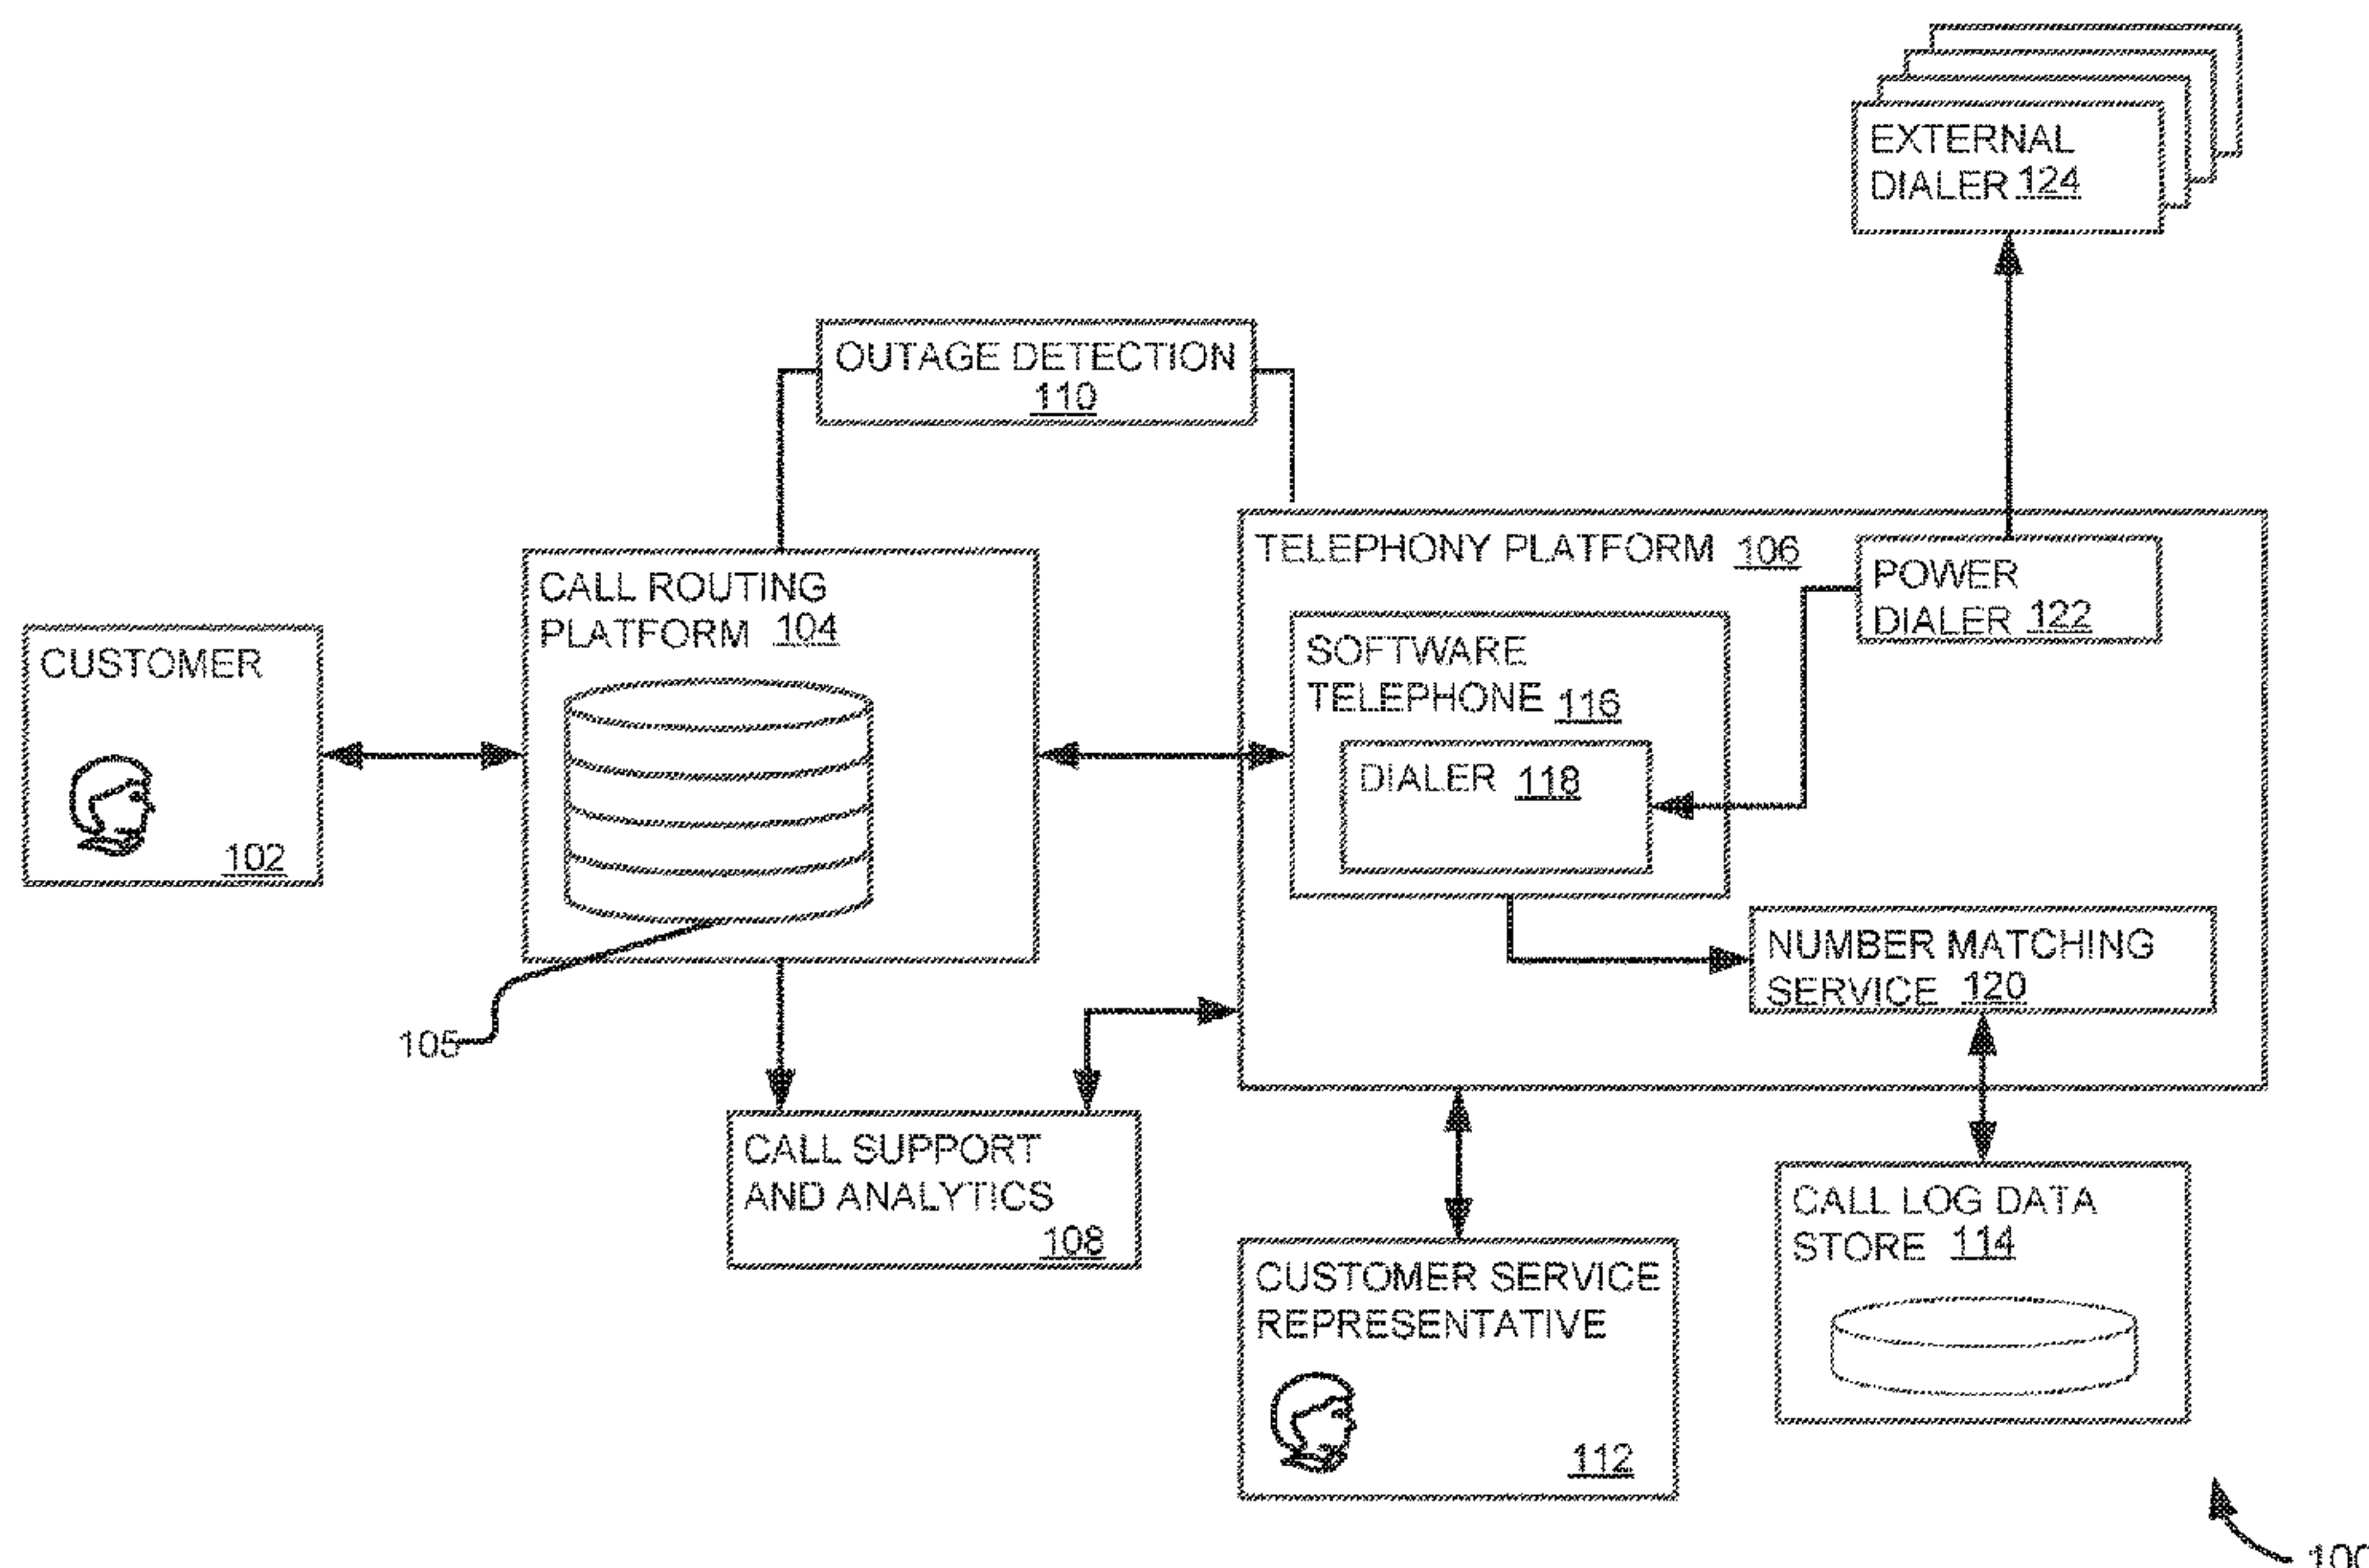 EXTERNAL
DIALER 124
OUTAGE DETECTION
110
TELEPHONY PLATFORM 106
POWER
DIALER 122
CALL ROUTING
PLATFORM 104
CUSTOMER
102
SOFTWARE
TELEPHONE 116
DIALER 118
NUMBER MATCHING
SERVICE 120
105
CALL SUPPORT
AND ANALYTICS
108
CALL LOG DATA
STORE 114
CUSTOMER SERVICE
REPRESENTATIVE
112
100